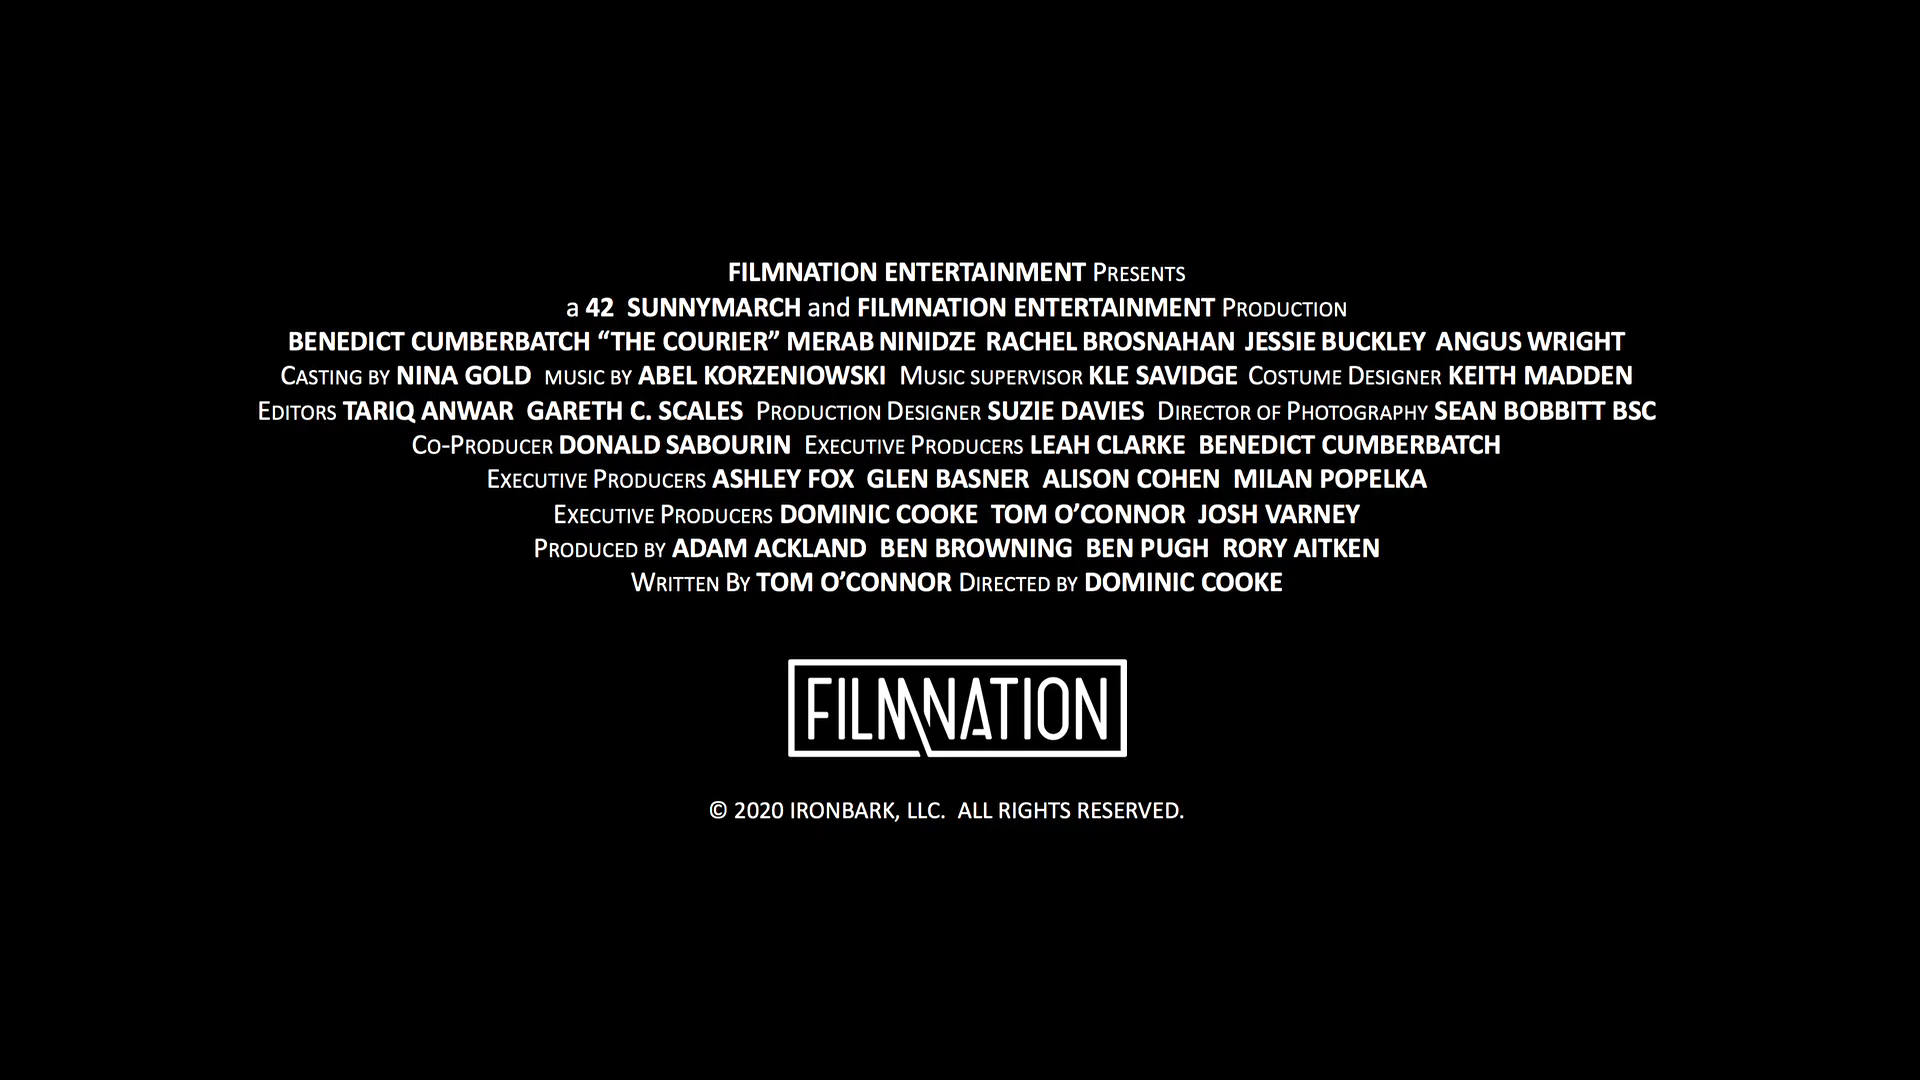 FILMNATION ENTERTAINMENT PRESENTS
a 42 SUNNYMARCH and FILMNATION ENTERTAINMENT PRODUCTION
BENEDICT CUMBERBATCH “THE COURIER” MERAB NINIDZE RACHEL BROSNAHAN JESSIE BUCKLEY ANGUS WRIGHT
CASTING BY NINA GOLD MUSIC BY ABEL KORZENIOWSKI MUSIC SUPERVISOR KLE SAVIDGE COSTUME DESIGNER KEITH MADDEN
EDITORS TARIQ ANWAR GARETH C. SCALES PRODUCTION DESIGNER SUZIE DAVIES DIRECTOR OF PHOTOGRAPHY SEAN BOBBITT BSC
CO-PRODUCER DONALD SABOURIN EXECUTIVE PRODUCERS LEAH CLARKE BENEDICT CUMBERBATCH
EXECUTIVE PRODUCERS ASHLEY FOX GLEN BASNER ALISON COHEN MILAN POPELKA
EXECUTIVE PRODUCERS DOMINIC COOKE TOM O’CONNOR JOSH VARNEY
PRODUCED BY ADAM ACKLAND BEN BROWNING BEN PUGH RORY AITKEN
WRITTEN BY TOM O’CONNOR DIRECTED BY DOMINIC COOKE
FILMNATION
© 2020 IRONBARK, LLC. ALL RIGHTS RESERVED.